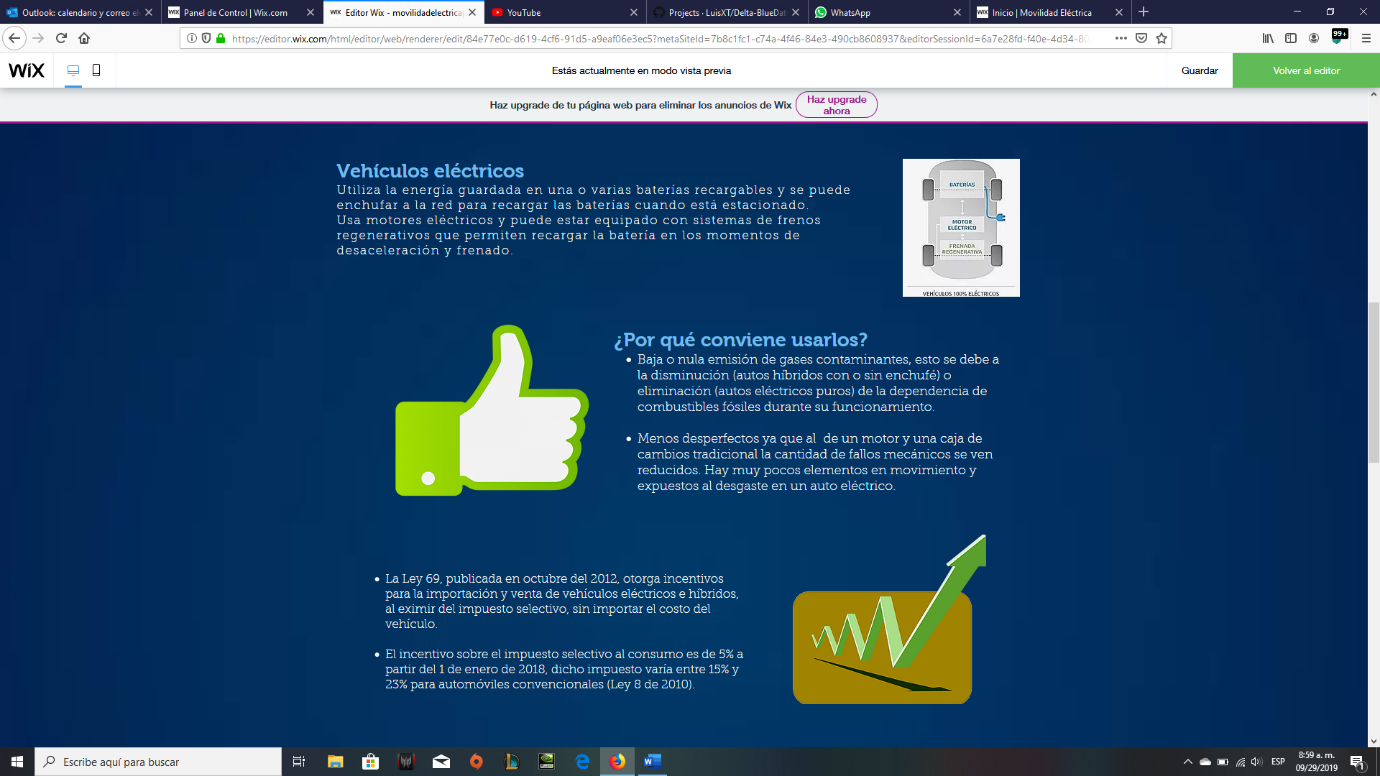 Outlook: calendario y correo el
Panel de Control | Wix.com
WIX Editor Wix - movilidadelectrica
YouTube
Projects · LuisXT/Delta-BlueDa
WhatsApp
WIX Inicio | Movilidad Eléctrica
https://editor.wix.com/html/editor/web/renderer/edit/84e77e0c-d619-4cf6-91d5-a9eaf06e3ec5?metaSiteId=7b8c1fc1-c74a-4f46-84e3-490cb8608937&editorSessionId=6a7e28fd-f40e-4d34-80
99+
WiX
Estás actualmente en modo vista previa
Guardar
Volver al editor
Haz upgrade de tu página web para eliminar los anuncios de Wix
Haz upgrade
ahora
Vehículos eléctricos
Utiliza la energía guardada en una o varias baterías recargables y se puede
enchufar a la red para recargar las baterías cuando está estacionado.
Usa motores eléctricos y puede estar equipado con sistemas de frenos
regenerativos que permiten recargar la batería en los momentos de
desaceleración y frenado.
BATERÍAS
MOTOR
ELÉCTRICO
FRENADA
REGENERATIVA
VEHÍCULOS 100% ELÉCTRICOS
¿Por qué conviene usarlos?
• Baja o nula emisión de gases contaminantes, esto se debe a
la disminución (autos híbridos con o sin enchufé) o
eliminación (autos eléctricos puros) de la dependencia de
combustibles fósiles durante su funcionamiento.
• Menos desperfectos ya que al de un motor y una caja de
cambios tradicional la cantidad de fallos mecánicos se ven
reducidos. Hay muy pocos elementos en movimiento y
expuestos al desgaste en un auto eléctrico.
• La Ley 69, publicada en octubre del 2012, otorga incentivos
para la importación y venta de vehículos eléctricos e híbridos,
al eximir del impuesto selectivo, sin importar el costo del
vehículo.
• El incentivo sobre el impuesto selectivo al consumo es de 5% a
partir del 1 de enero de 2018, dicho impuesto varía entre 15% y
23% para automóviles convencionales (Ley 8 de 2010).
Escribe aquí para buscar
ESP
8:59 a. m.
09/29/2019